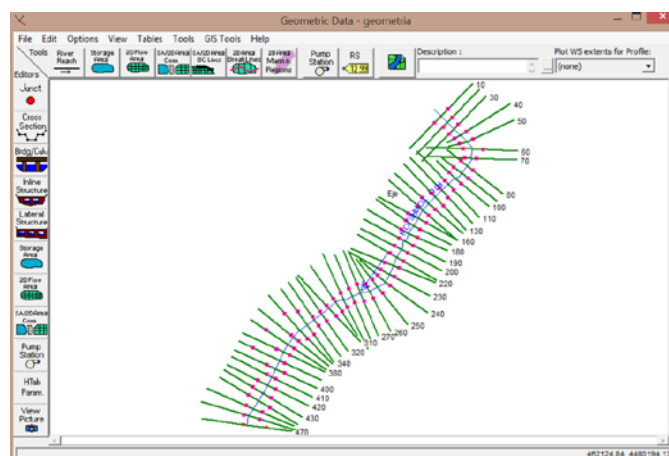 Geometric Data - geometria
File Edit Options View Tables Tools GIS Tools Help
Tools
Editors
River
Reach
Storage
Area
2D Flow
Area
SA/2D Area
Conn
SA/2D Area
BC Lines
2D Area
Break Lines
2D Area
Mann n
Regions
Pump
Station
RS
Description :
...
Plot WS extents for Profile:
(none)
Junct.
Cross
Section
Brdg/Culv
Inline
Structure
Lateral
Structure
Storage
Area
2D Flow
Area
SA/2D Area
Conn
Pump
Station
HTab
Param.
View
Picture
10
30
40
50
60
70
80
100
110
130
160
180
190
200
220
230
240
250
260
270
310
320
340
380
400
410
420
430
470
Eje